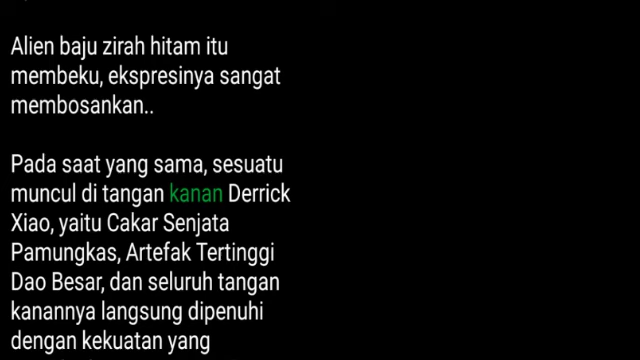 Alien baju zirah hitam itu
membeku, ekspresinya sangat
membosankan..
Pada saat yang sama, sesuatu
muncul di tangan kanan Derrick
Xiao, yaitu Cakar Senjata
Pamungkas, Artefak Tertinggi
Dao Besar, dan seluruh tangan
kanannya langsung dipenuhi
dengan kekuatan yang